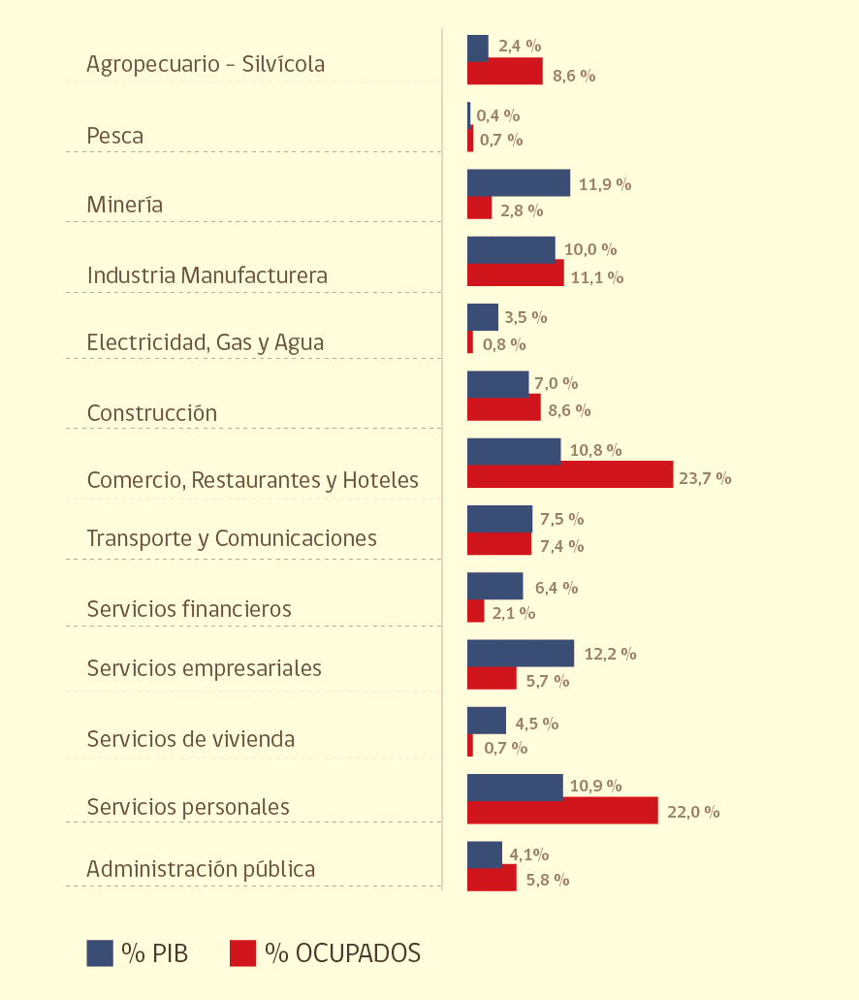 2,4 %
Agropecuario - Silvícola
8,6 %
0,4 %
Pesca
0,7 %
11,9 %
Minería
2,8 %
10,0 %
Industria Manufacturera
11,1 %
3,5 %
Electricidad, Gas y Agua
0,8 %
7,0 %
Construcción
8,6 %
10,8 %
Comercio, Restaurantes y Hoteles
23,7 %
7,5 %
Transporte y Comunicaciones
7,4 %
6,4 %
Servicios financieros
2,1 %
12,2 %
Servicios empresariales
5,7 %
4,5 %
Servicios de vivienda
0,7 %
10,9 %
Servicios personales
22,0 %
4,1%
Administración pública
5,8 %
% PIB
% OCUPADOS